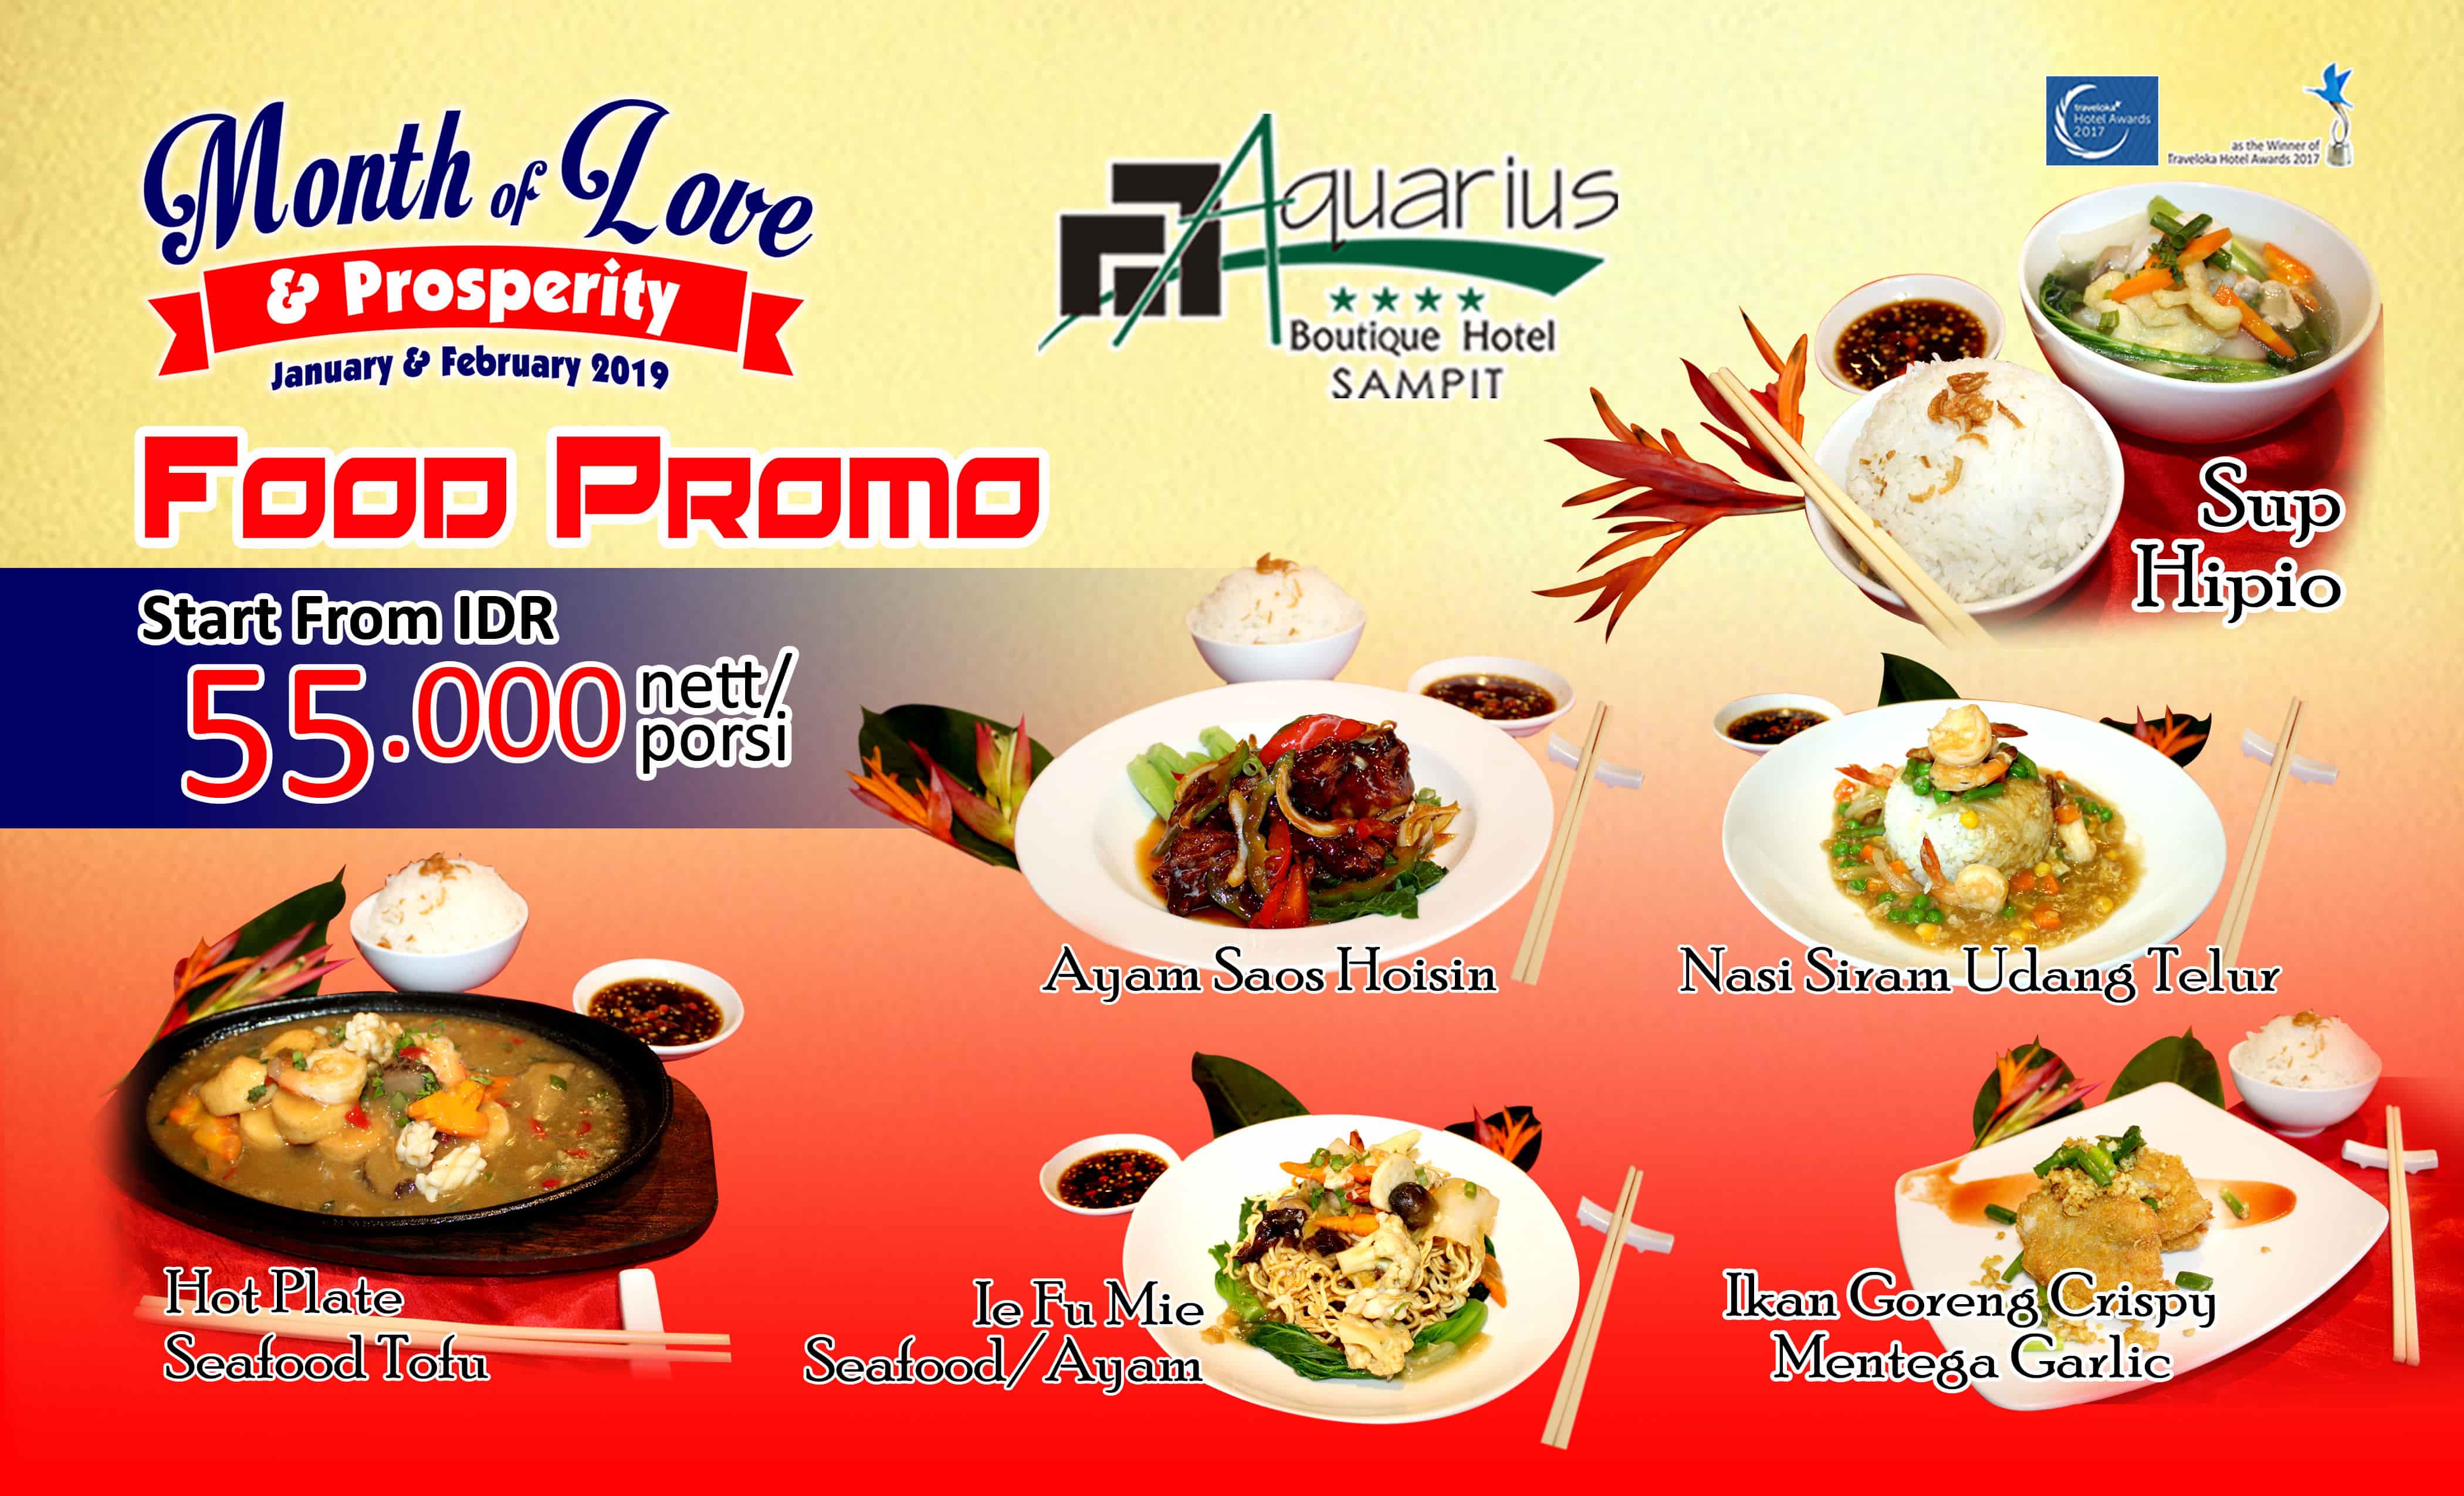 Month of Love
& Prosperity
January & February 2019
Aquarius
Boutique Hotel
SAMPIT
traveloka
Hotel Awards
2017
as the Winner of
Traveloka Hotel Awards 2017
Food Promo
Start From IDR
55.000 nett/
porsi
Sup
Hipio
Ayam Saos Hoisin
Nasi Siram Udang Telur
Hot Plate
Seafood Tofu
Ie Fu Mie
Seafood/Ayam
Ikan Goreng Crispy
Mentega Garlic